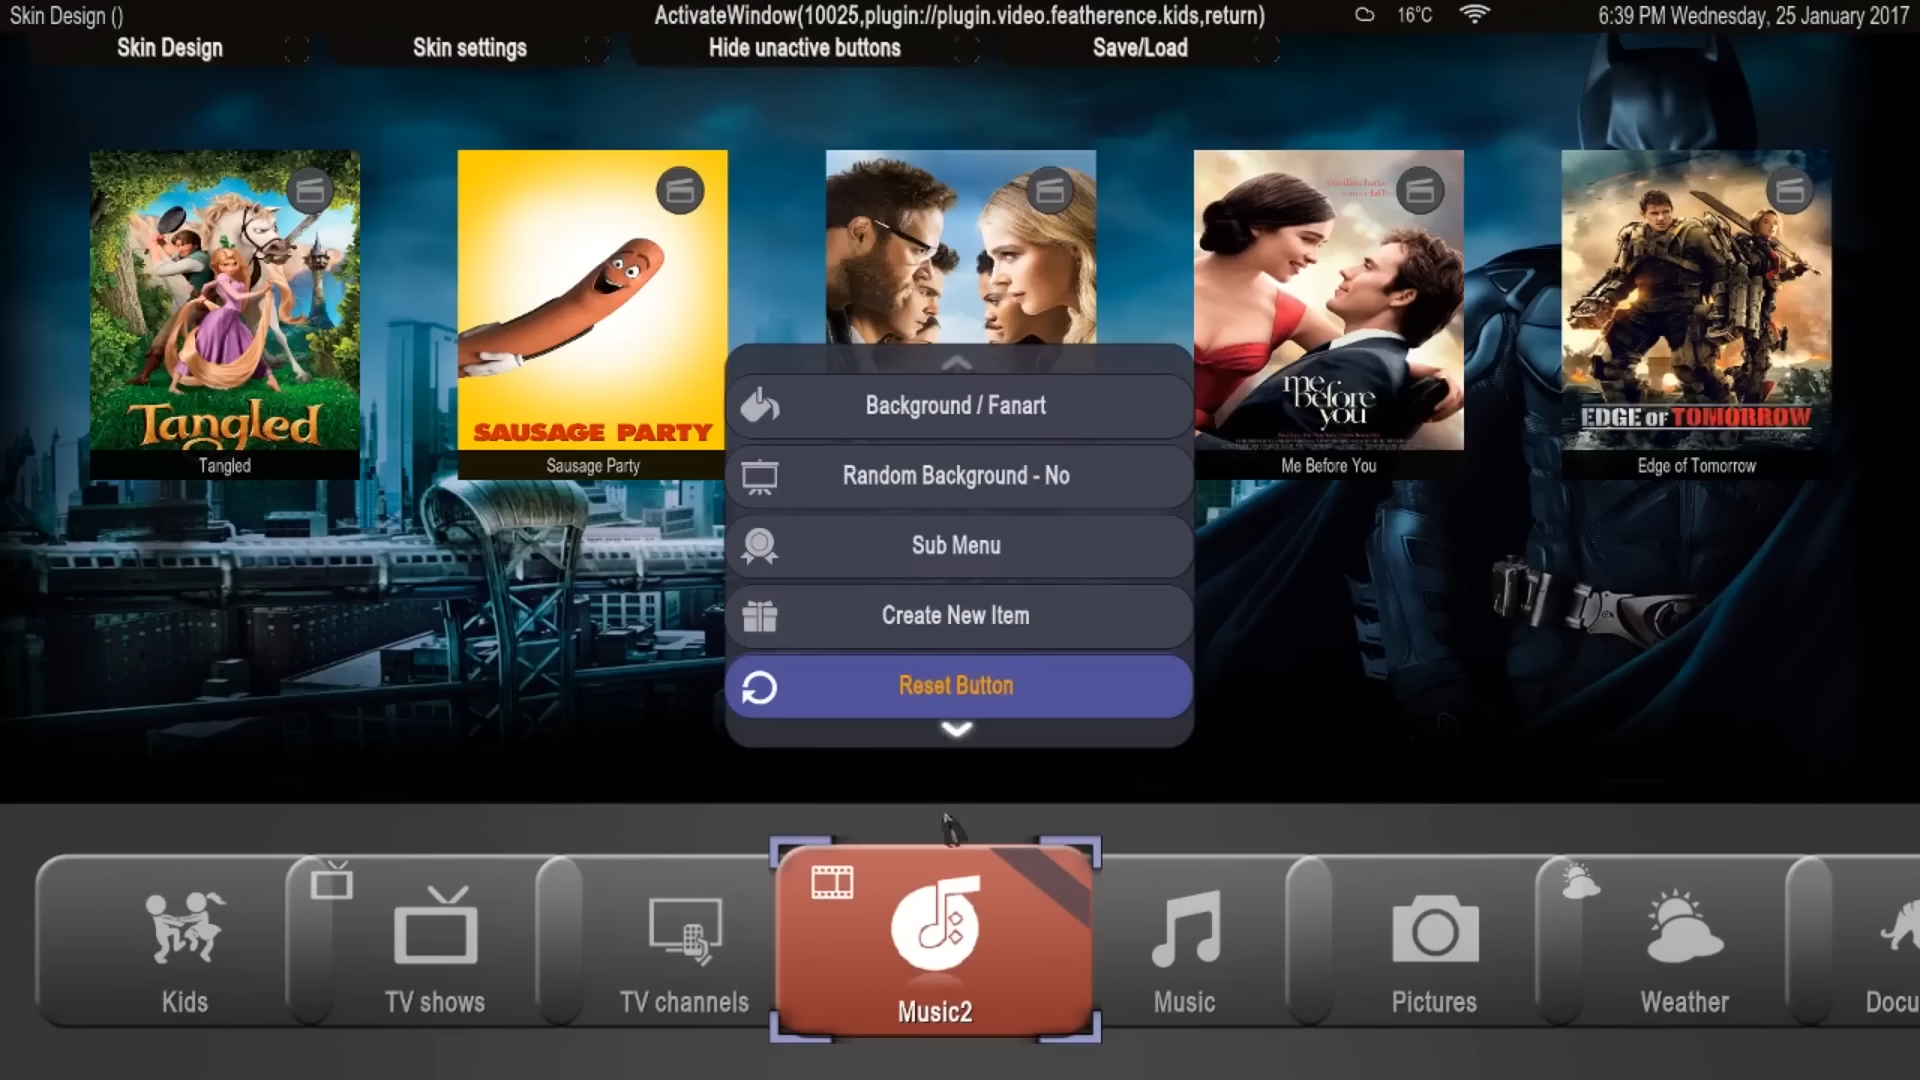 Skin Design ()
ActivateWindow(10025,plugin://plugin.video.featherence.kids,return)
16°C
6:39 PM Wednesday, 25 January 2017
Skin Design
Skin settings
Hide unactive buttons
Save/Load
Tangled
Tangled
SAUSAGE PARTY
Sausage Party
me before you
Me Before You
EDGE OF TOMORROW
Edge of Tomorrow
Background / Fanart
Random Background - No
Sub Menu
Create New Item
Reset Button
Kids
TV shows
TV channels
Music2
Music
Pictures
Weather
Docu